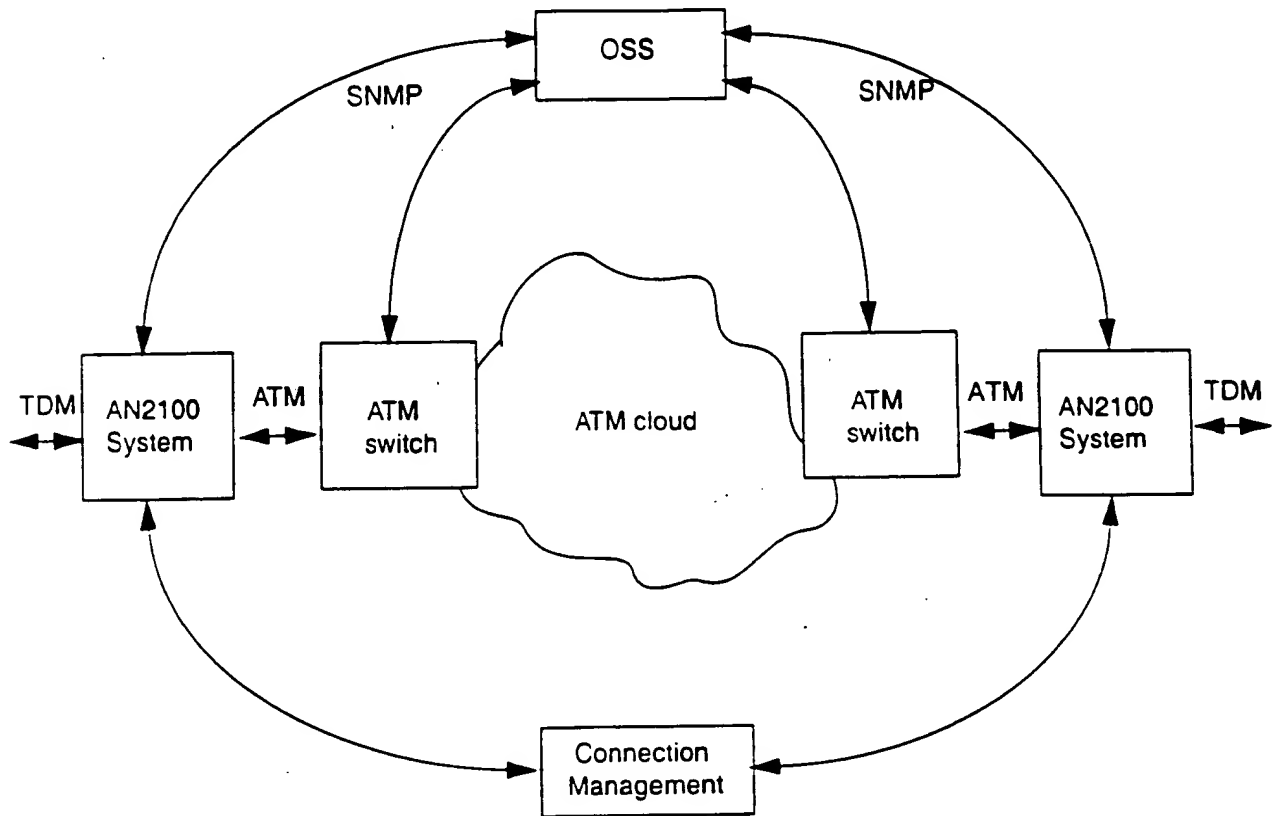 OSS
SNMP
SNMP
TDM
AN2100
System
ATM
ATM
switch
ATM cloud
ATM
switch
ATM
AN2100
System
TDM
Connection
Management